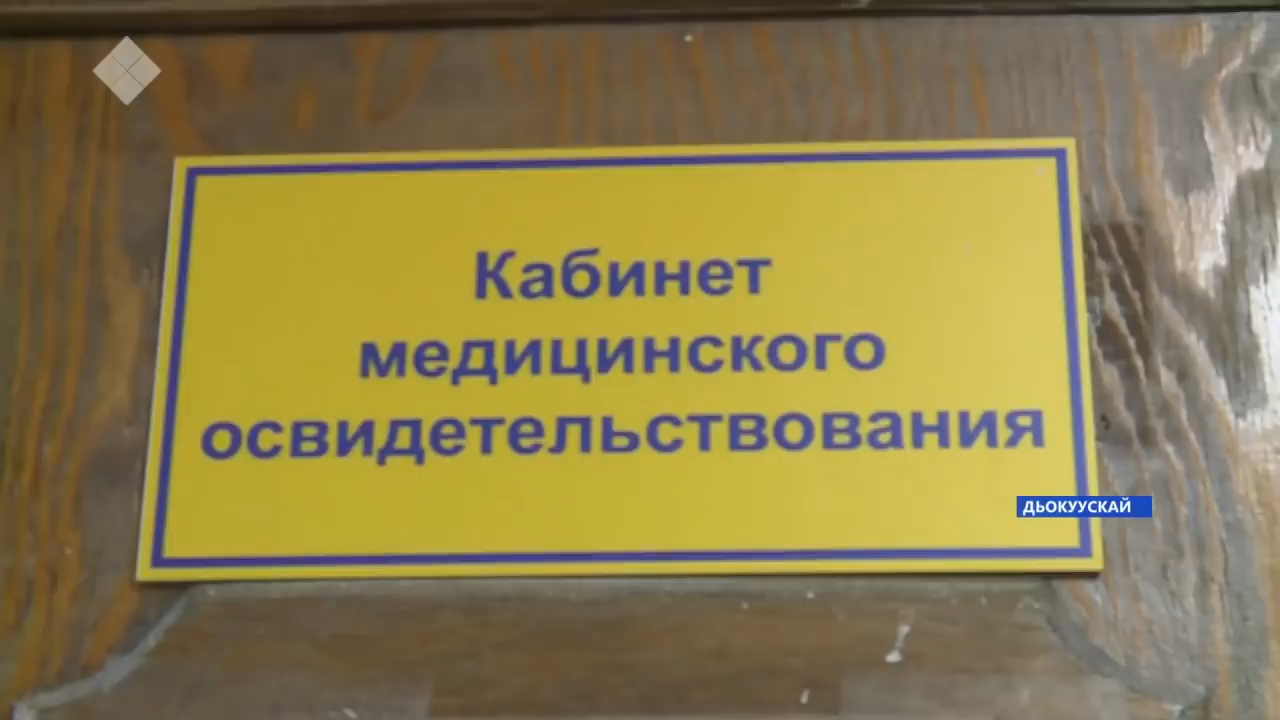 Кабинет
медицинского
освидетельствования
ДЬОКУУСКАЙ